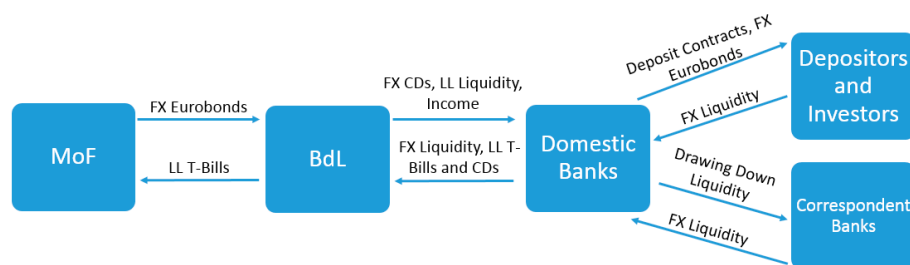 MoF
FX Eurobonds
LL T-Bills
BdL
FX CDs, LL Liquidity,
Income
FX Liquidity, LL T-
Bills and CDs
Domestic
Banks
Deposit Contracts, FX
Eurobonds
FX Liquidity
Drawing Down
Liquidity
FX Liquidity
Depositors
and
Investors
Correspondent
Banks